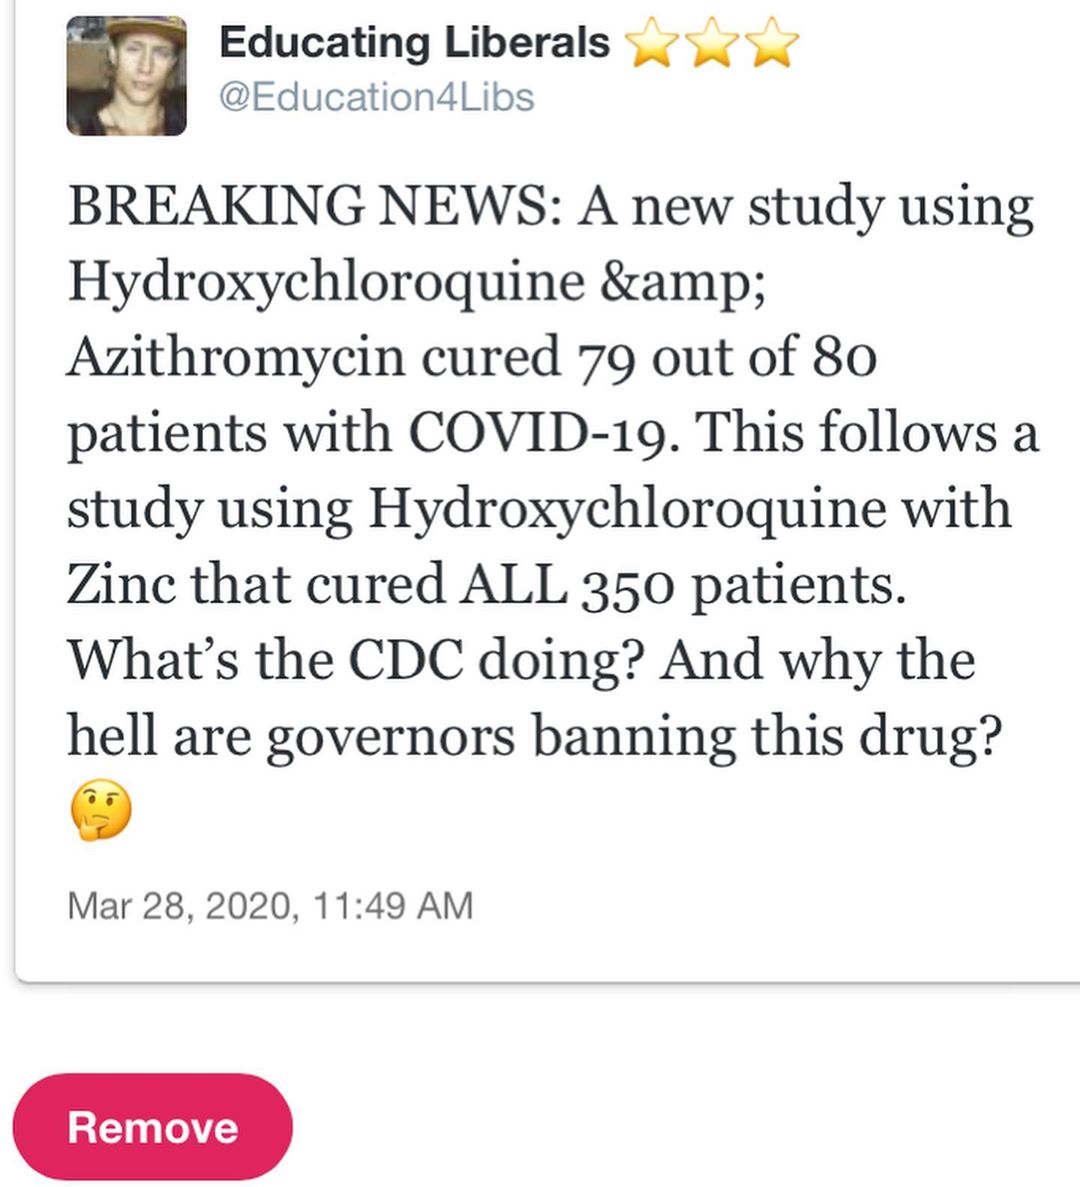 Educating Liberals ⭐⭐⭐
@Education4Libs
BREAKING NEWS: A new study using
Hydroxychloroquine &amp;amp;
Azithromycin cured 79 out of 80
patients with COVID-19. This follows a
study using Hydroxychloroquine with
Zinc that cured ALL 350 patients.
What’s the CDC doing? And why the
hell are governors banning this drug?
🤔
Mar 28, 2020, 11:49 AM
Remove